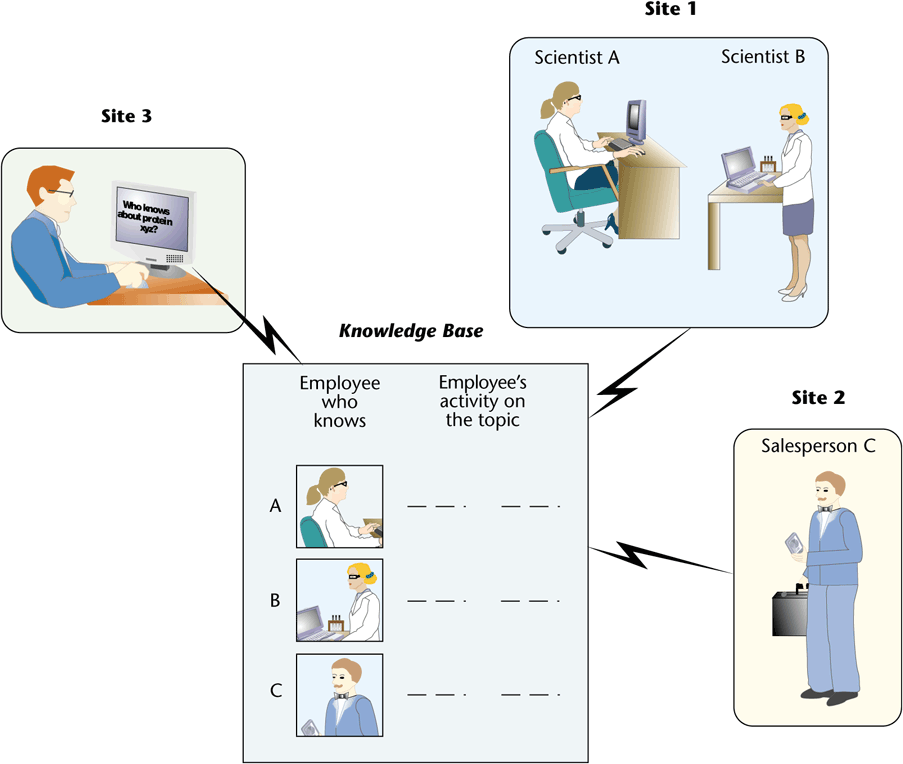 Site 1
Scientist A
Scientist B
Site 3
Who knows
about protein
xyz?
Knowledge Base
Employee
who
knows
Employee's
activity on
the topic
Site 2
Salesperson C
A
B
C